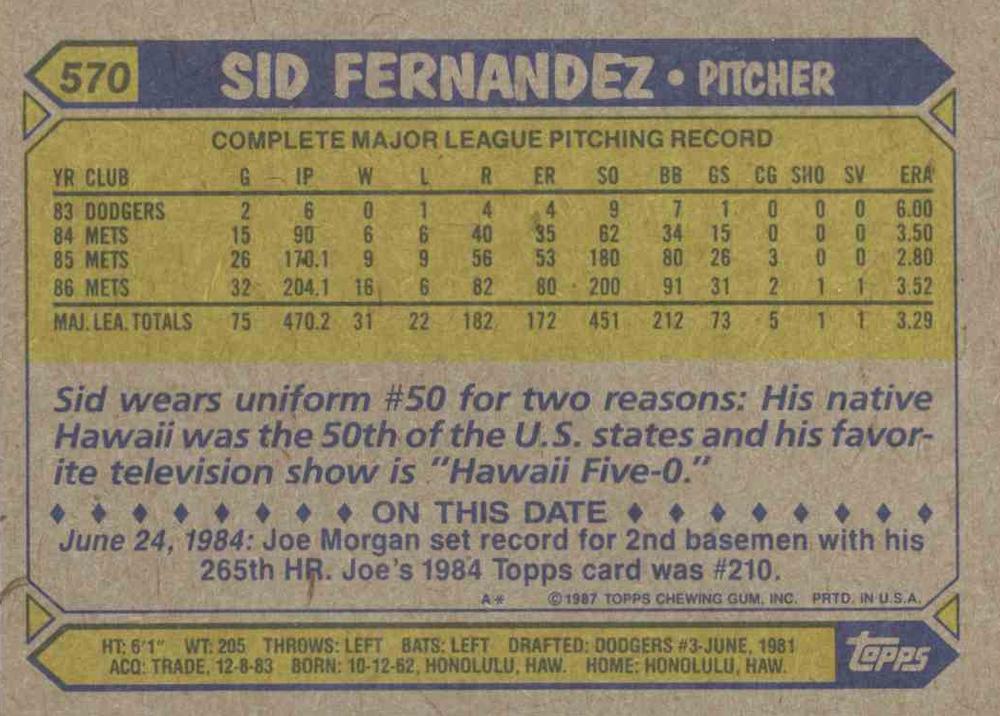 570 SID FERNANDEZ • PITCHER
COMPLETE MAJOR LEAGUE PITCHING RECORD
YR CLUB G IP W L R ER SO BB GS CG SHO SV ERA
83 DODGERS 2 6 0 1 4 4 9 7 1 0 0 0 6.00
84 METS 15 90 6 6 40 35 62 34 15 0 0 0 3.50
85 METS 26 170.1 9 9 56 53 180 80 26 3 0 0 2.80
86 METS 32 204.1 16 6 82 80 200 91 31 2 1 1 3.52
MAJ. LEA. TOTALS 75 470.2 31 22 182 172 451 212 73 5 1 1 3.29
Sid wears uniform #50 for two reasons: His native
Hawaii was the 50th of the U.S. states and his favor-
ite television show is "Hawaii Five-0."
ON THIS DATE
June 24, 1984: Joe Morgan set record for 2nd basemen with his
265th HR. Joe's 1984 Topps card was #210.
A* ©1987 TOPPS CHEWING GUM, INC. PRTD. IN U.S.A.
HT: 6'1" WT: 205 THROWS: LEFT BATS: LEFT DRAFTED: DODGERS #3-JUNE, 1981
ACQ: TRADE, 12-8-83 BORN: 10-12-62, HONOLULU, HAW. HOME: HONOLULU, HAW.
Topps